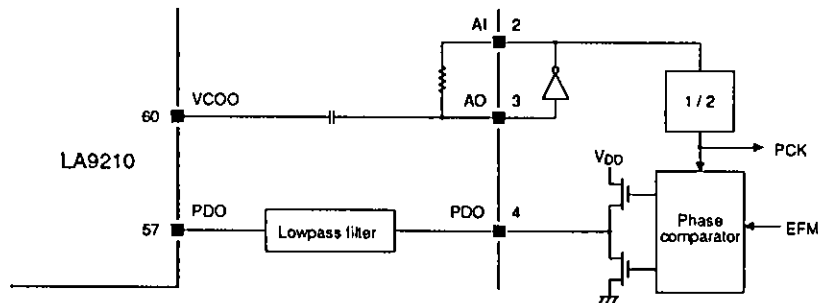 AI 2
VCOO
60
AO 3
1 / 2
LA9210
PCK
VDD
PDO
57
Lowpass filter
PDO 4
Phase
comparator
EFM